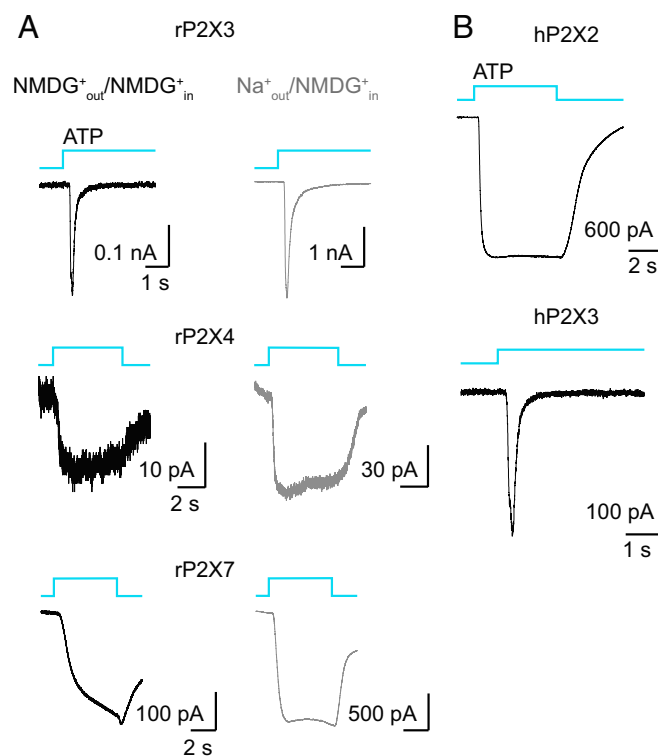 A
rP2X3
NMDG⁺out/NMDG⁺in
Na⁺out/NMDG⁺in
ATP
0.1 nA
1 s
1 nA
rP2X4
10 pA
2 s
30 pA
rP2X7
100 pA
2 s
500 pA
B
hP2X2
ATP
600 pA
2 s
hP2X3
100 pA
1 s